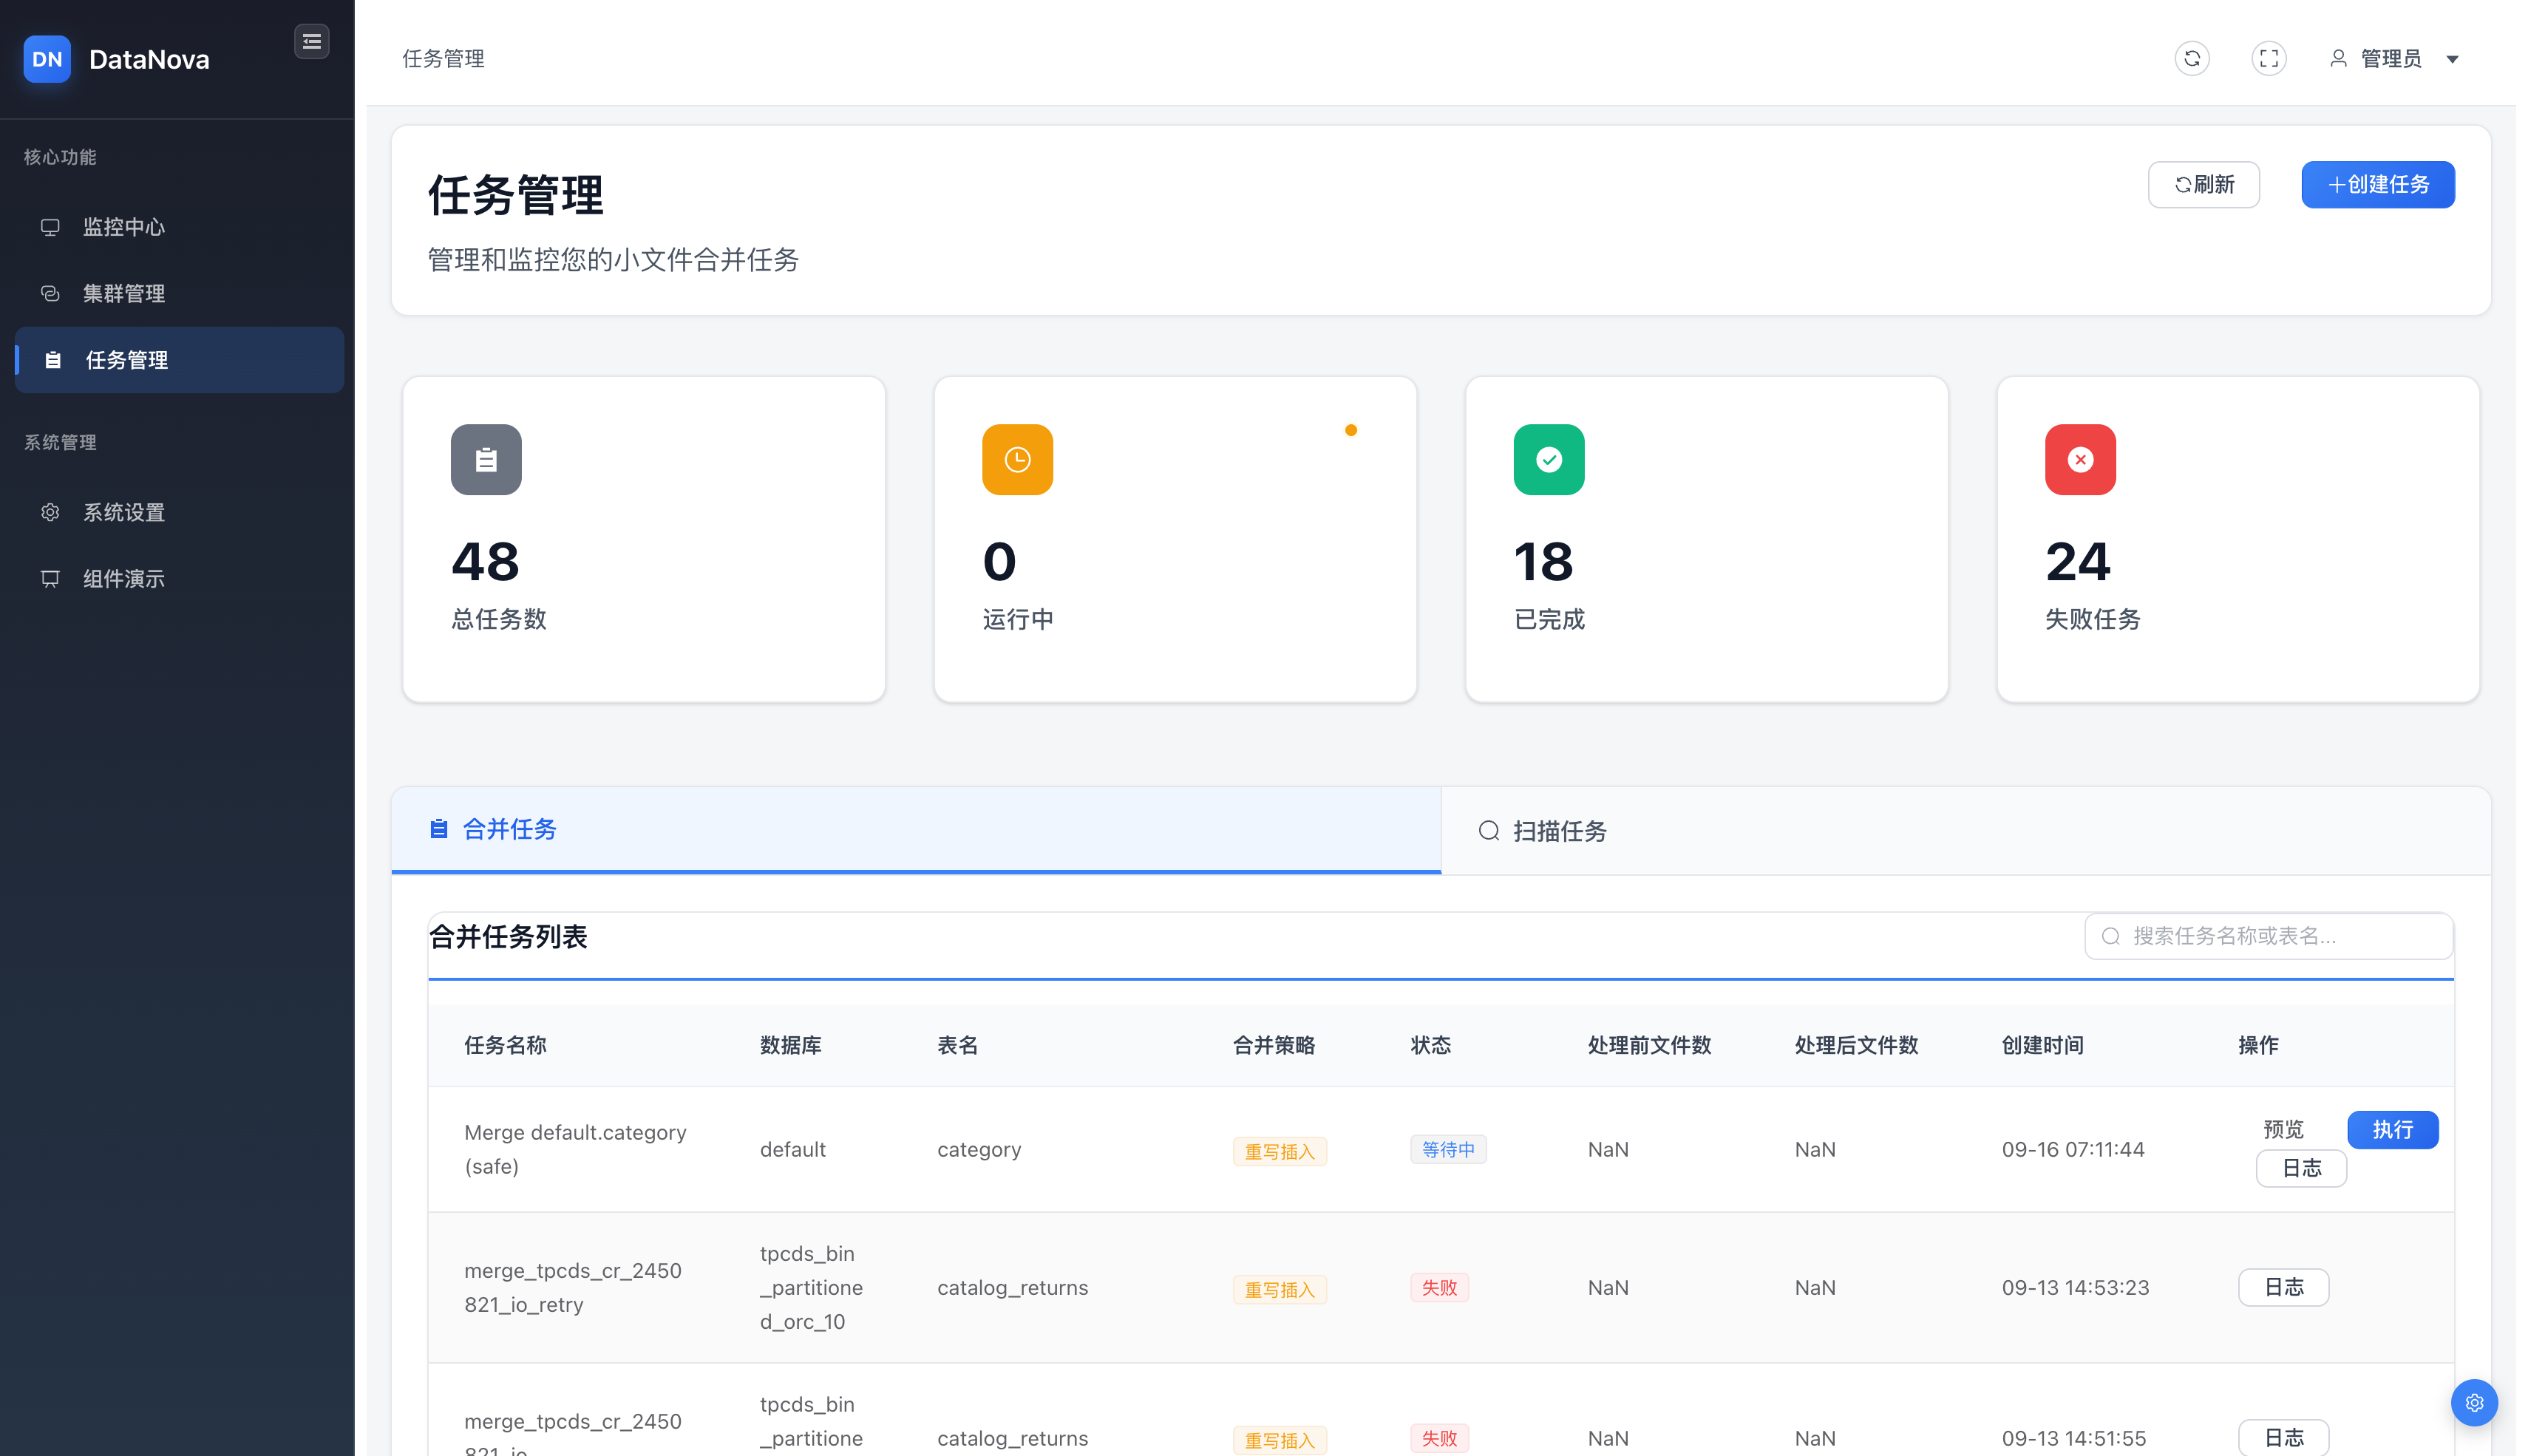 DN DataNova
核心功能
监控中心
集群管理
任务管理
系统管理
系统设置
组件演示
任务管理
管理员
任务管理
管理和监控您的小文件合并任务
刷新
创建任务
48
总任务数
0
运行中
18
已完成
24
失败任务
合并任务
扫描任务
合并任务列表
搜索任务名称或表名...
任务名称 数据库 表名 合并策略 状态 处理前文件数 处理后文件数 创建时间 操作
Merge default.category
(safe)
default
category
重写插入
等待中
NaN
NaN
09-16 07:11:44
预览
执行
日志
merge_tpcds_cr_2450
821_io_retry
tpcds_bin
_partitione
d_orc_10
catalog_returns
重写插入
失败
NaN
NaN
09-13 14:53:23
日志
merge_tpcds_cr_2450
821_io
tpcds_bin
_partitione
catalog_returns
重写插入
失败
NaN
NaN
09-13 14:51:55
日志